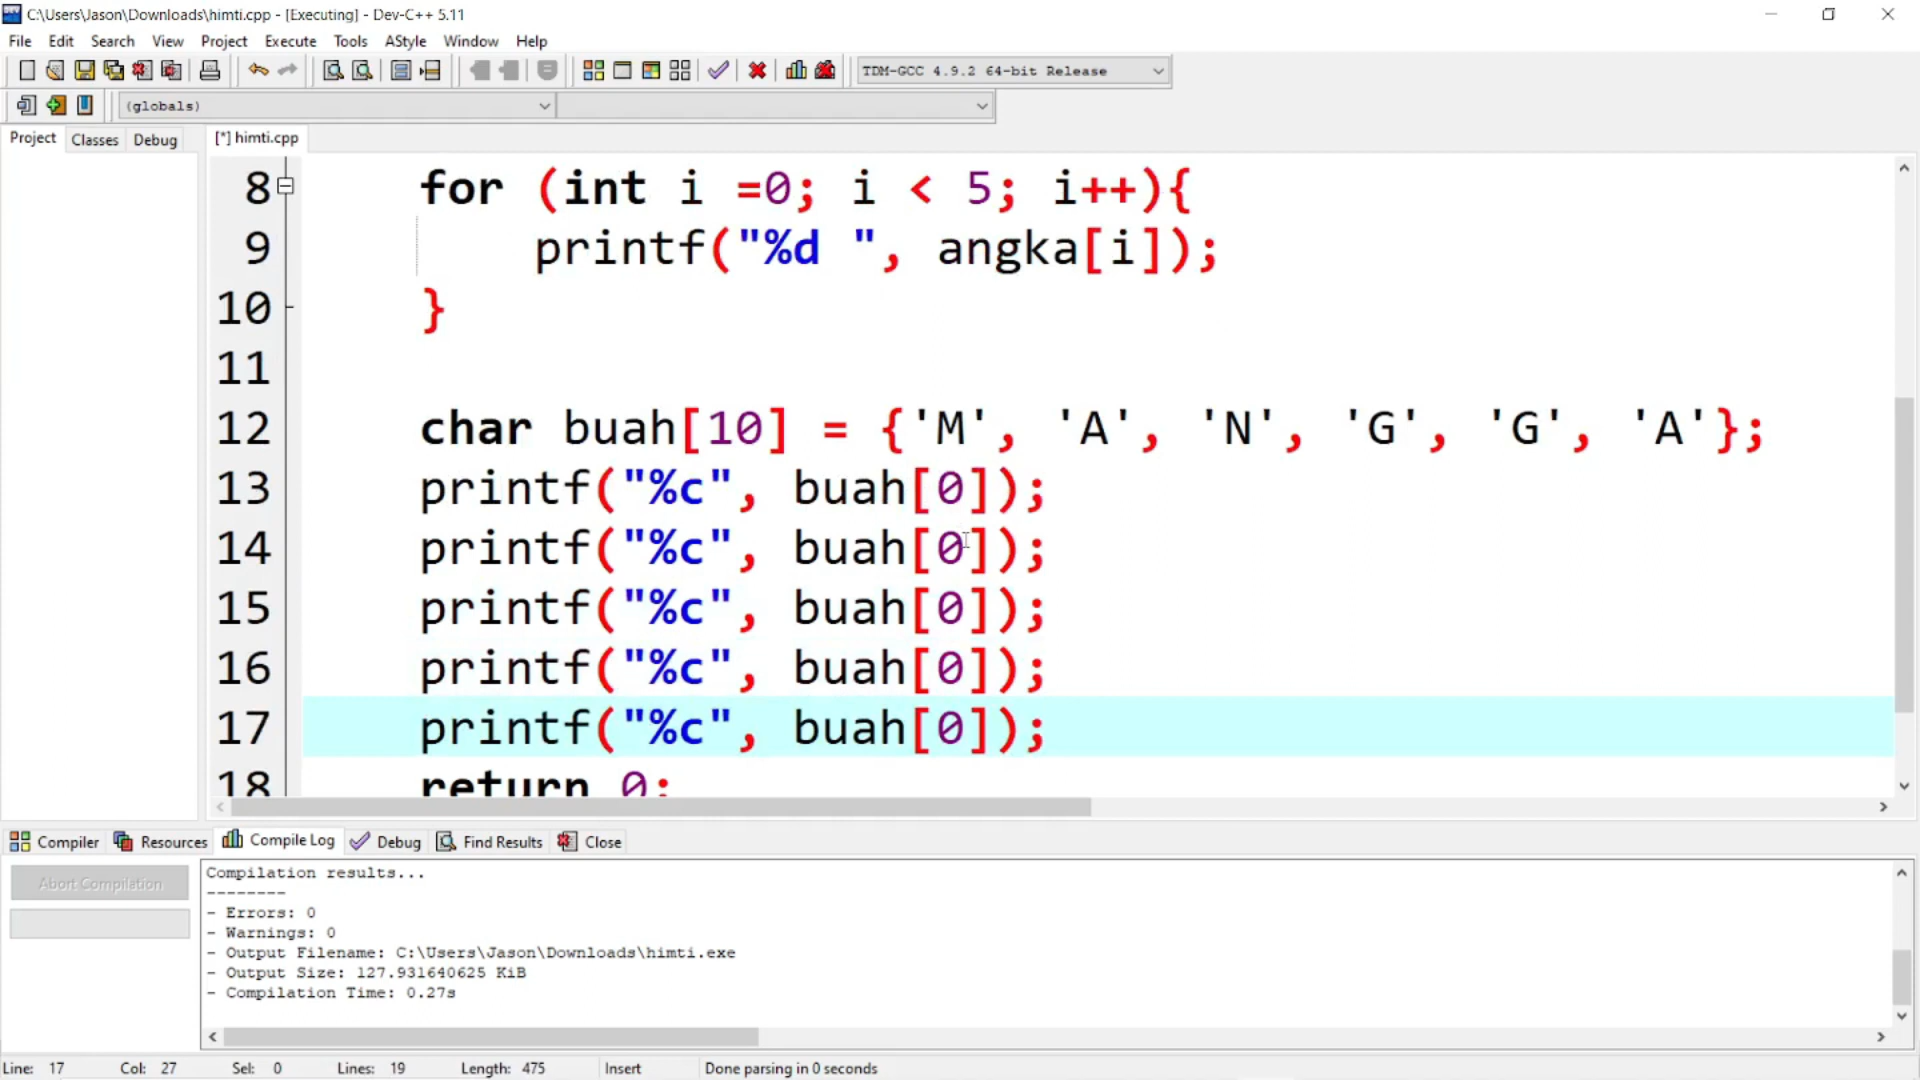 C:\Users\Jason\Downloads\himti.cpp - [Executing] - Dev-C++ 5.11
File Edit Search View Project Execute Tools AStyle Window Help
TDM-GCC 4.9.2 64-bit Release
(globals)
Project Classes Debug [*] himti.cpp
8 for (int i =0; i < 5; i++){
9 printf("%d ", angka[i]);
10 }
11
12 char buah[10] = {'M', 'A', 'N', 'G', 'G', 'A'};
13 printf("%c", buah[0]);
14 printf("%c", buah[0]);
15 printf("%c", buah[0]);
16 printf("%c", buah[0]);
17 printf("%c", buah[0]);
18 return 0;
Compiler Resources Compile Log Debug Find Results Close
Abort Compilation
Compilation results...
--------
- Errors: 0
- Warnings: 0
- Output Filename: C:\Users\Jason\Downloads\himti.exe
- Output Size: 127.931640625 KiB
- Compilation Time: 0.27s
Line: 17 Col: 27 Sel: 0 Lines: 19 Length: 475 Insert Done parsing in 0 seconds